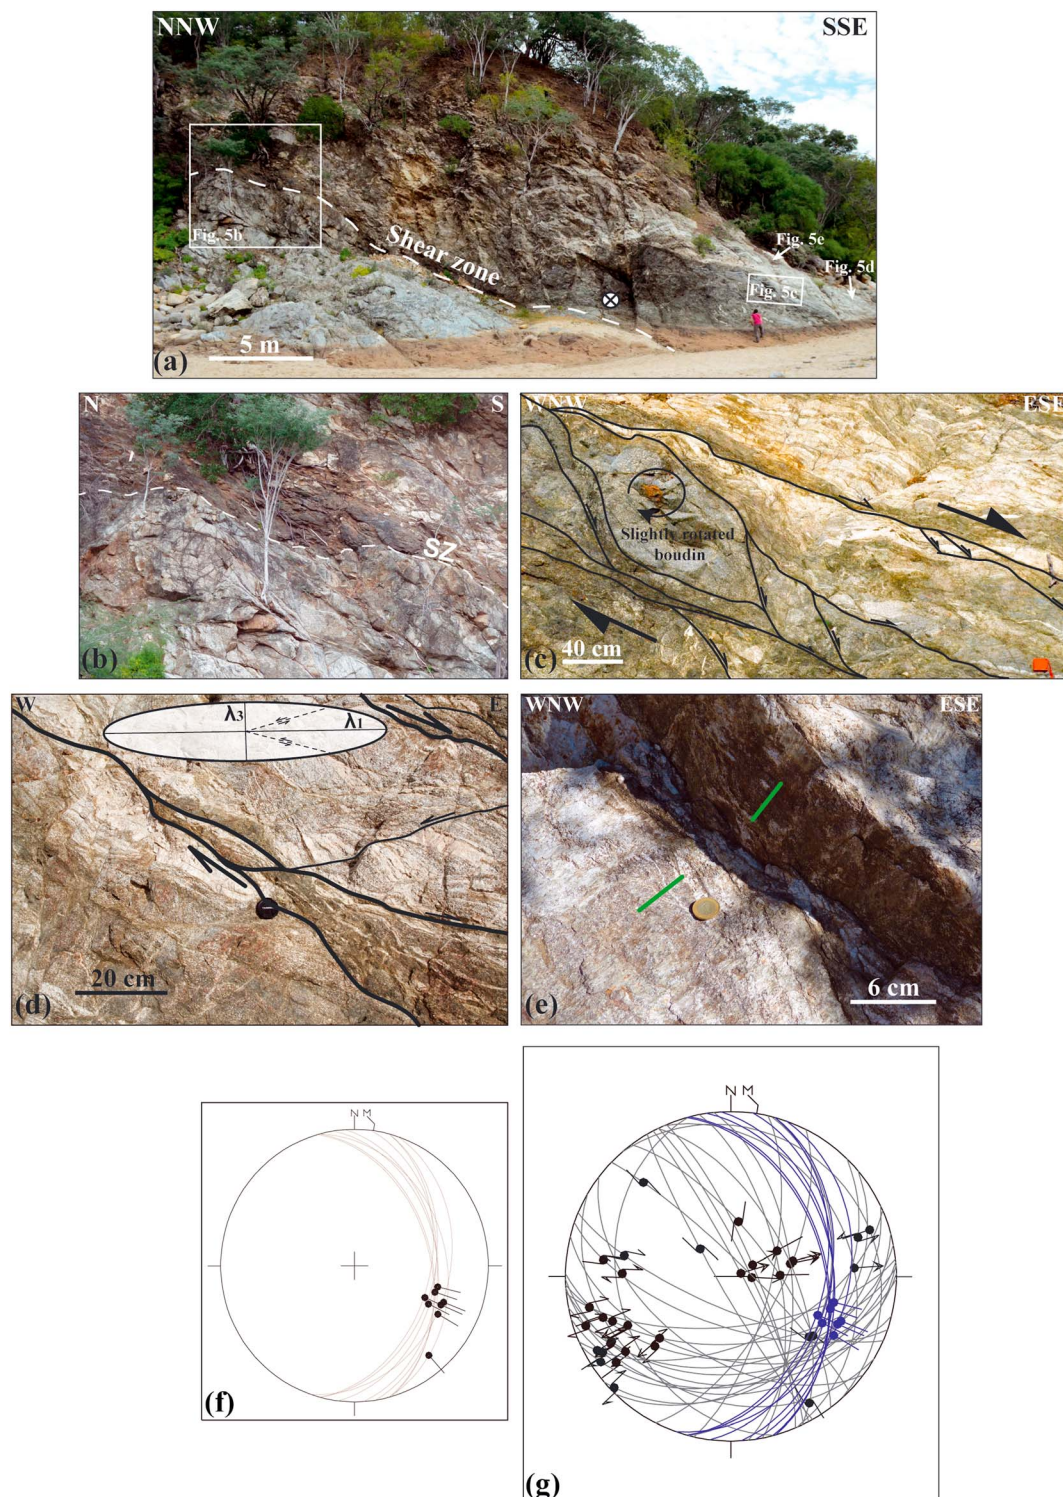 NNW
SSE
Fig. 5b
Shear zone
Fig. 5e
Fig. 5d
Fig. 5c
(a)
5 m
N
S
SZ
(b)
WNW
ESE
Slightly rotated
boudin
40 cm
(c)
W
E
λ3
λ1
20 cm
(d)
WNW
ESE
6 cm
(e)
N M
(f)
N M
(g)